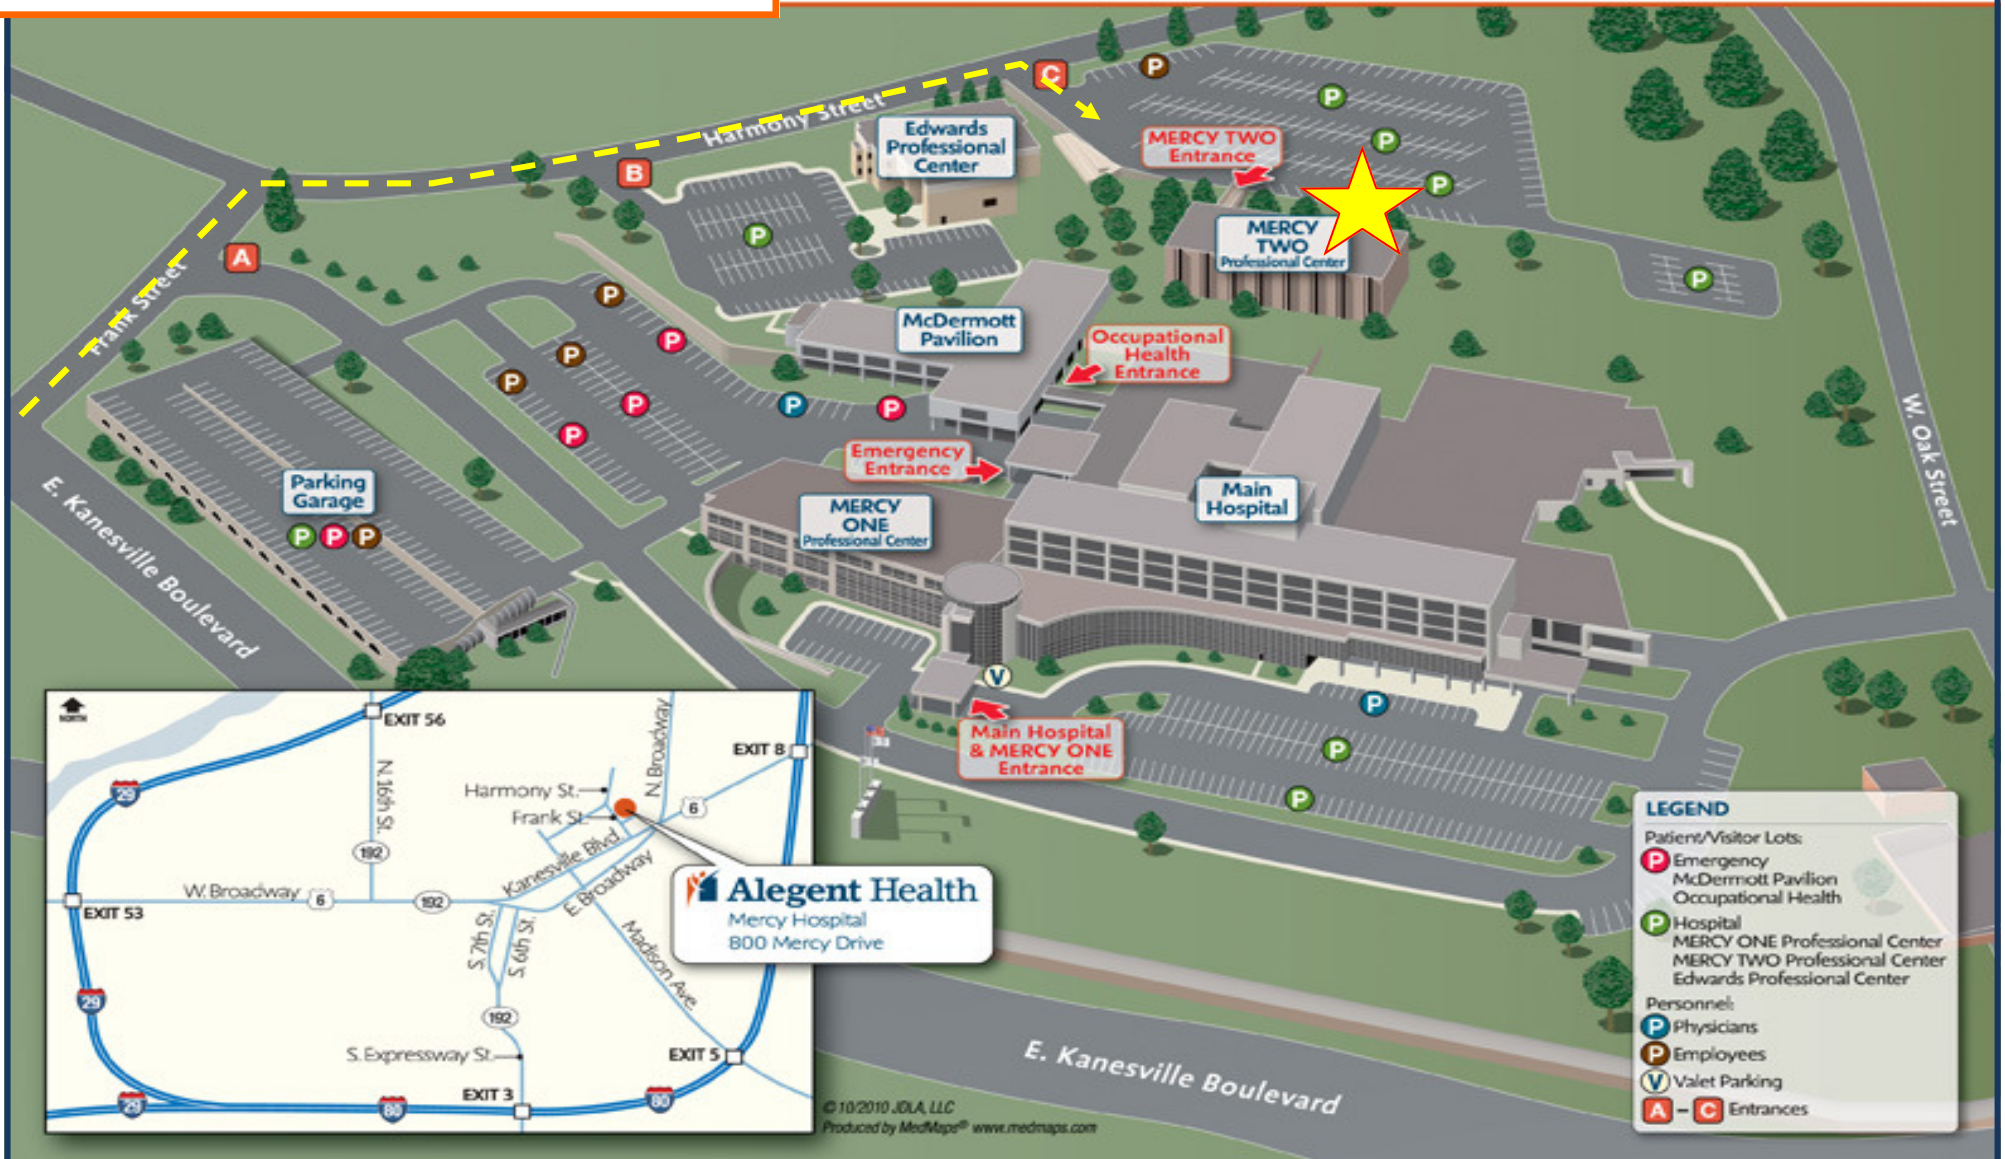 Harmony Street
C
P
P
P
P
MERCY TWO
Entrance
Edwards
Professional
Center
B
P
MERCY
TWO
Professional Center
P
A
Frank Street
P
P
P
P
P
P
P
P
McDermott
Pavilion
Occupational
Health
Entrance
W. Oak Street
Emergency
Entrance
Parking
Garage
P P P
MERCY
ONE
Professional Center
Main
Hospital
E. Kanesville Boulevard
V
P
Main Hospital
& MERCY ONE
Entrance
P
P
NORTH
EXIT 56
EXIT 8
N. 16th St.
N. Broadway
29
Harmony St.
Frank St.
6
192
Kanesville Blvd
E. Broadway
W. Broadway
6
192
EXIT 53
S. 7th St.
S. 6th St.
Madison Ave.
Alegent Health
Mercy Hospital
800 Mercy Drive
29
192
S. Expressway St.
EXIT 5
EXIT 3
29
80
80
© 10/2010 JDLA, LLC
Produced by MedMaps® www.medmaps.com
E. Kanesville Boulevard
LEGEND
Patient/Visitor Lots:
P Emergency
McDermott Pavilion
Occupational Health
P Hospital
MERCY ONE Professional Center
MERCY TWO Professional Center
Edwards Professional Center
Personnel:
P Physicians
P Employees
V Valet Parking
A – C Entrances